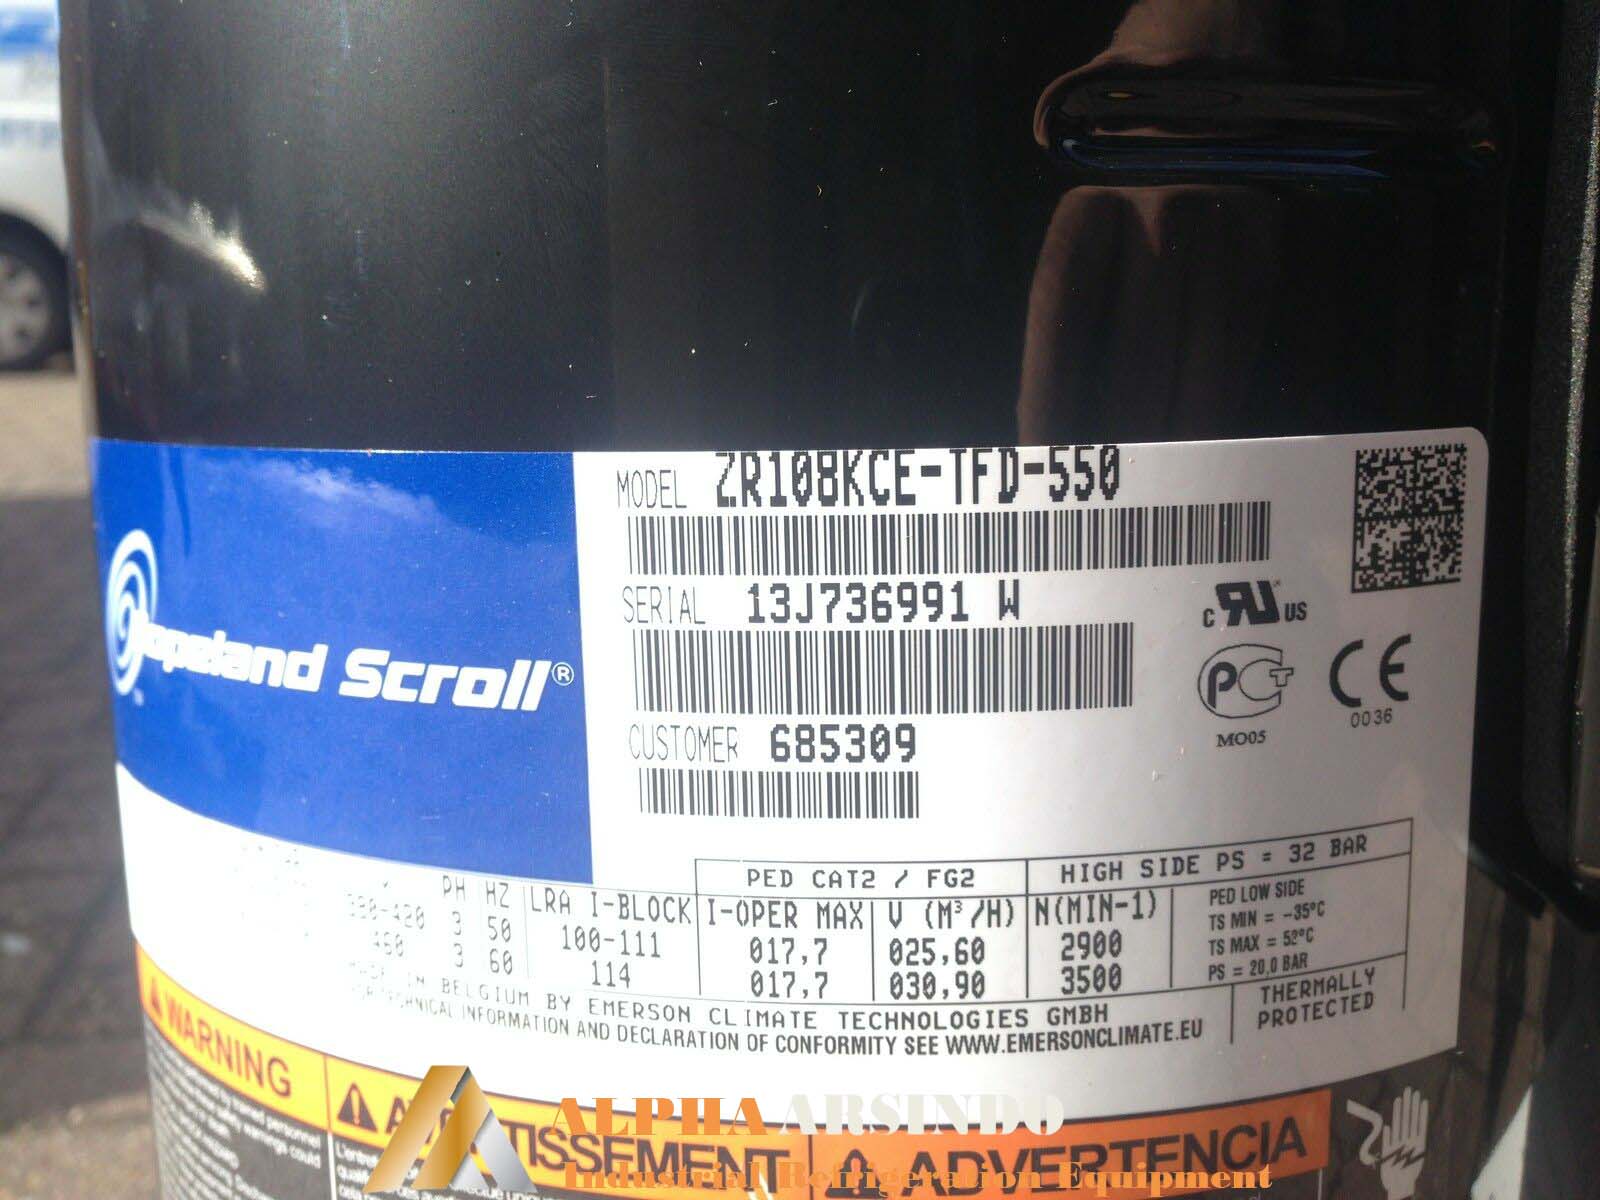 MODEL ZR108KCE-TFD-550
SERIAL 13J736991 W
CUSTOMER 685309
Copeland Scroll®
C RU US
PCT
MO05
CE
0036
PED CAT2 / FG2 HIGH SIDE PS = 32 BAR
PH HZ LRA I-BLOCK I-OPER MAX V (M³/H) N(MIN-1)
380-420 3 50 100-111 017,7 025,60 2900
460 3 60 114 017,7 030,90 3500
PED LOW SIDE
TS MIN = -35°C
TS MAX = 52°C
PS = 20,0 BAR
MADE IN BELGIUM BY EMERSON CLIMATE TECHNOLOGIES GMBH
FOR TECHNICAL INFORMATION AND DECLARATION OF CONFORMITY SEE WWW.EMERSONCLIMATE.EU
THERMALLY
PROTECTED
WARNING
AVERTISSEMENT
ADVERTENCIA
ALPHA ARSINDO
Industrial Refrigeration Equipment